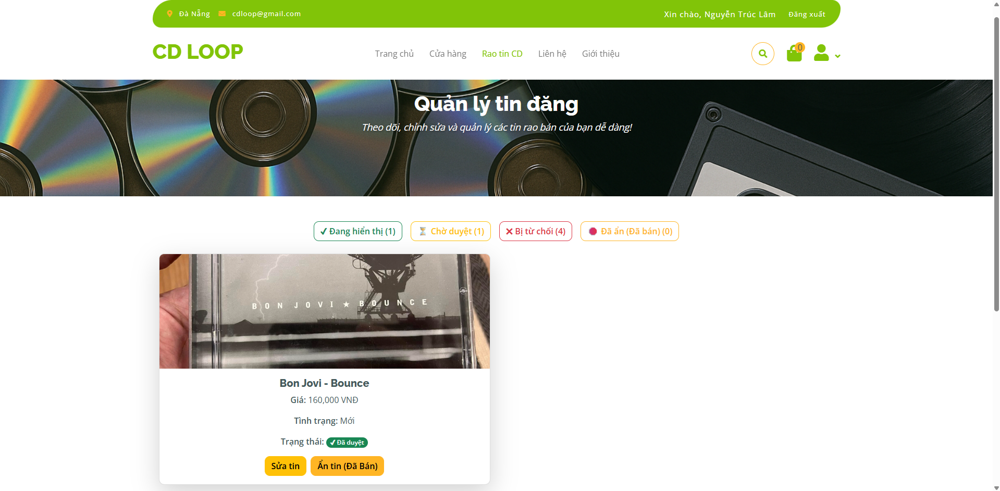 Đà Nẵng cdloop@gmail.com Xin chào, Nguyễn Trúc Lâm Đăng xuất
CD LOOP Trang chủ Cửa hàng Rao tin CD Liên hệ Giới thiệu 0
Quản lý tin đăng
Theo dõi, chỉnh sửa và quản lý các tin rao bán của bạn dễ dàng!
✔ Đang hiển thị (1) ⏳ Chờ duyệt (1) ❌ Bị từ chối (4) 🛑 Đã ẩn (Đã bán) (0)
BON JOVI ★ BOUNCE
Bon Jovi - Bounce
Giá: 160,000 VNĐ
Tình trạng: Mới
Trạng thái: ✔ Đã duyệt
Sửa tin Ẩn tin (Đã Bán)